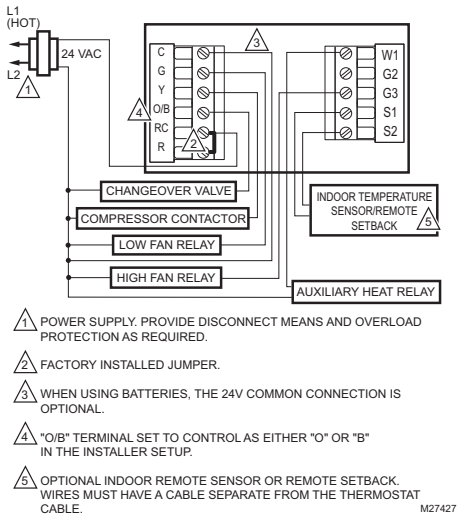 L1
(HOT)
24 VAC
L2
1
C
G
Y
O/B
RC
R
4
2
3
W1
G2
G3
S1
S2
CHANGEOVER VALVE
COMPRESSOR CONTACTOR
LOW FAN RELAY
HIGH FAN RELAY
INDOOR TEMPERATURE
SENSOR/REMOTE
SETBACK
5
AUXILIARY HEAT RELAY
1 POWER SUPPLY. PROVIDE DISCONNECT MEANS AND OVERLOAD
PROTECTION AS REQUIRED.
2 FACTORY INSTALLED JUMPER.
3 WHEN USING BATTERIES, THE 24V COMMON CONNECTION IS
OPTIONAL.
4 "O/B" TERMINAL SET TO CONTROL AS EITHER "O" OR "B"
IN THE INSTALLER SETUP.
5 OPTIONAL INDOOR REMOTE SENSOR OR REMOTE SETBACK.
WIRES MUST HAVE A CABLE SEPARATE FROM THE THERMOSTAT
CABLE.
M27427